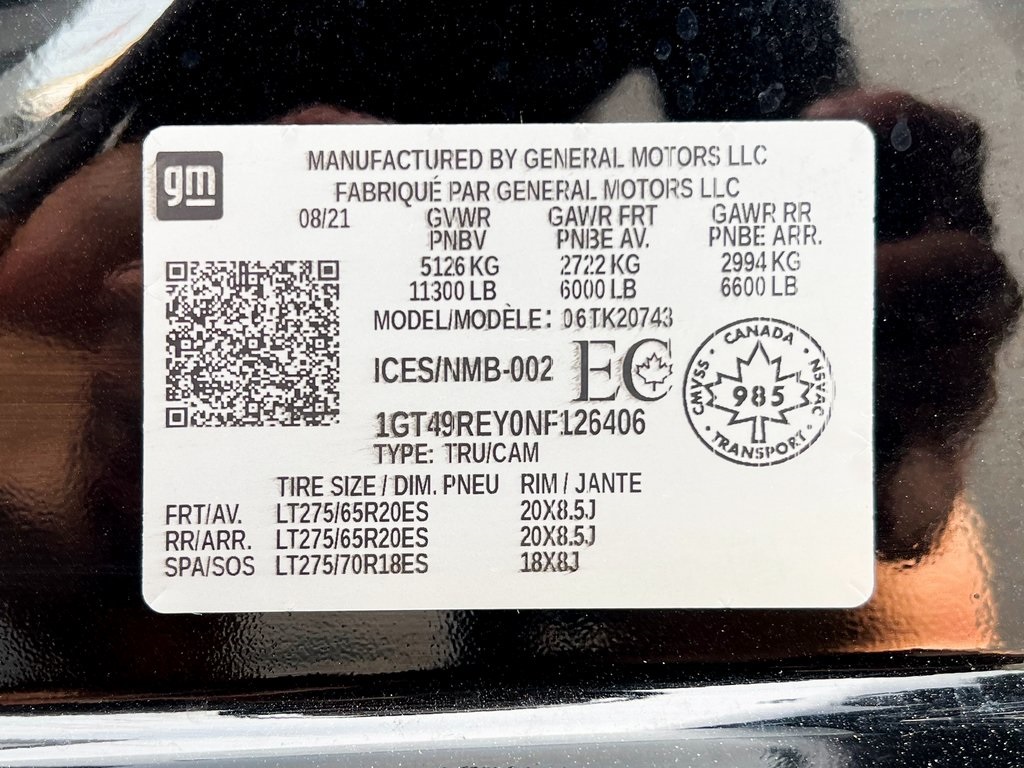 gm
MANUFACTURED BY GENERAL MOTORS LLC
FABRIQUÉ PAR GENERAL MOTORS LLC
08/21 GVWR GAWR FRT GAWR RR
PNBV PNBE AV. PNBE ARR.
5126 KG 2722 KG 2994 KG
11300 LB 6000 LB 6600 LB
MODEL/MODÈLE: 06TK20743
ICES/NMB-002 EC
CANADA
CMVSS 985 NSVAC
TRANSPORT
1GT49REY0NF126406
TYPE: TRU/CAM
TIRE SIZE / DIM. PNEU RIM / JANTE
FRT/AV. LT275/65R20ES 20X8.5J
RR/ARR. LT275/65R20ES 20X8.5J
SPA/SOS LT275/70R18ES 18X8J